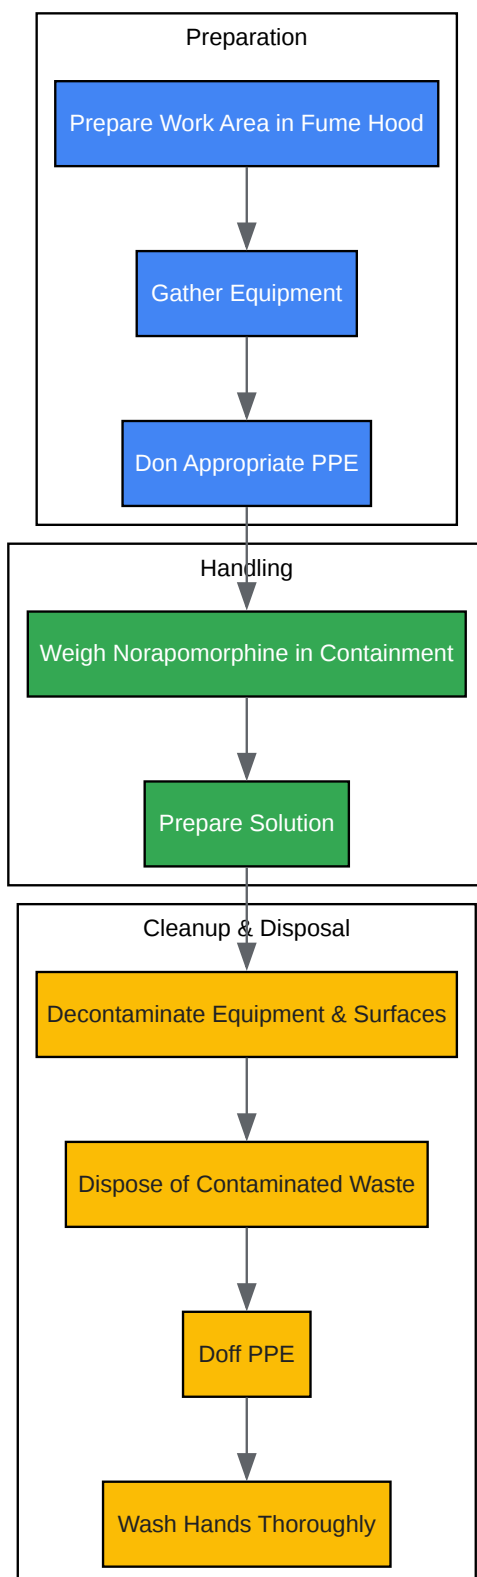 Preparation
Prepare Work Area in Fume Hood
Gather Equipment
Don Appropriate PPE
Handling
Weigh Norapomorphine in Containment
Prepare Solution
Cleanup & Disposal
Decontaminate Equipment & Surfaces
Dispose of Contaminated Waste
Doff PPE
Wash Hands Thoroughly